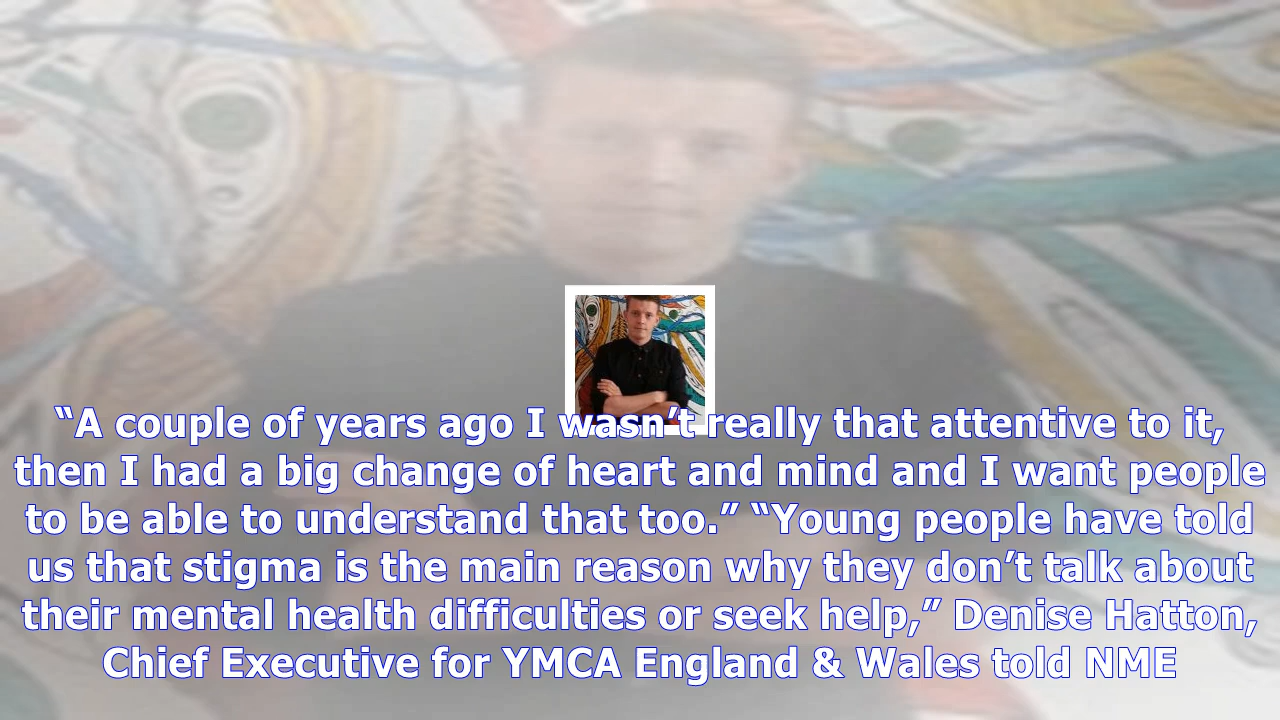 “A couple of years ago I wasn’t really that attentive to it,
then I had a big change of heart and mind and I want people
to be able to understand that too.” “Young people have told
us that stigma is the main reason why they don’t talk about
their mental health difficulties or seek help,” Denise Hatton,
Chief Executive for YMCA England & Wales told NME